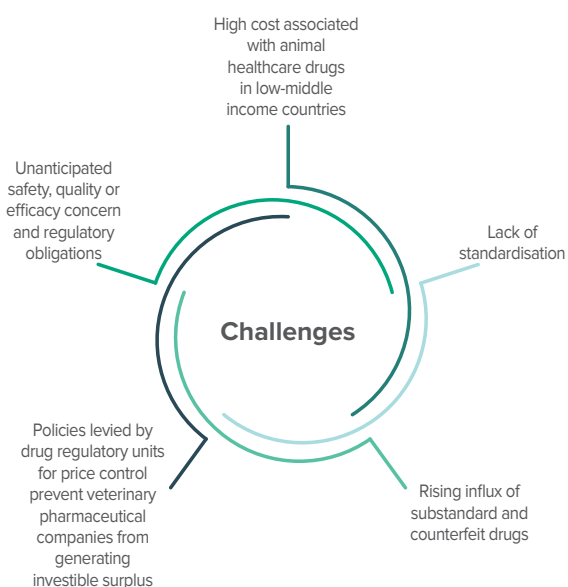 High cost associated
with animal
healthcare drugs
in low-middle
income countries
Unanticipated
safety, quality or
efficacy concern
and regulatory
obligations
Lack of
standardisation
Challenges
Policies levied by
drug regulatory units
for price control
prevent veterinary
pharmaceutical
companies from
generating
investible surplus
Rising influx of
substandard and
counterfeit drugs